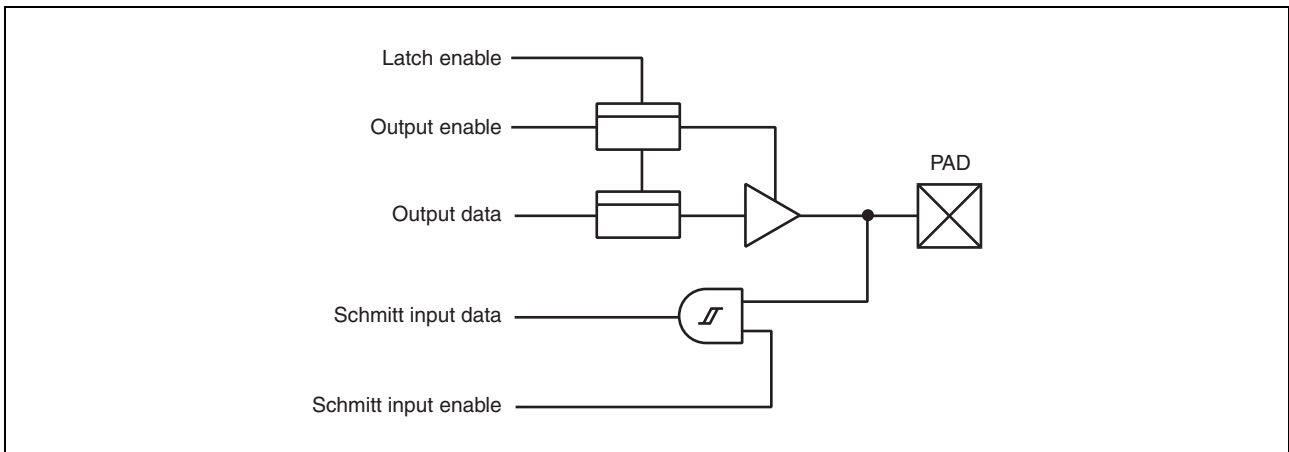 Latch enable
Output enable
PAD
Output data
Schmitt input data
Schmitt input enable